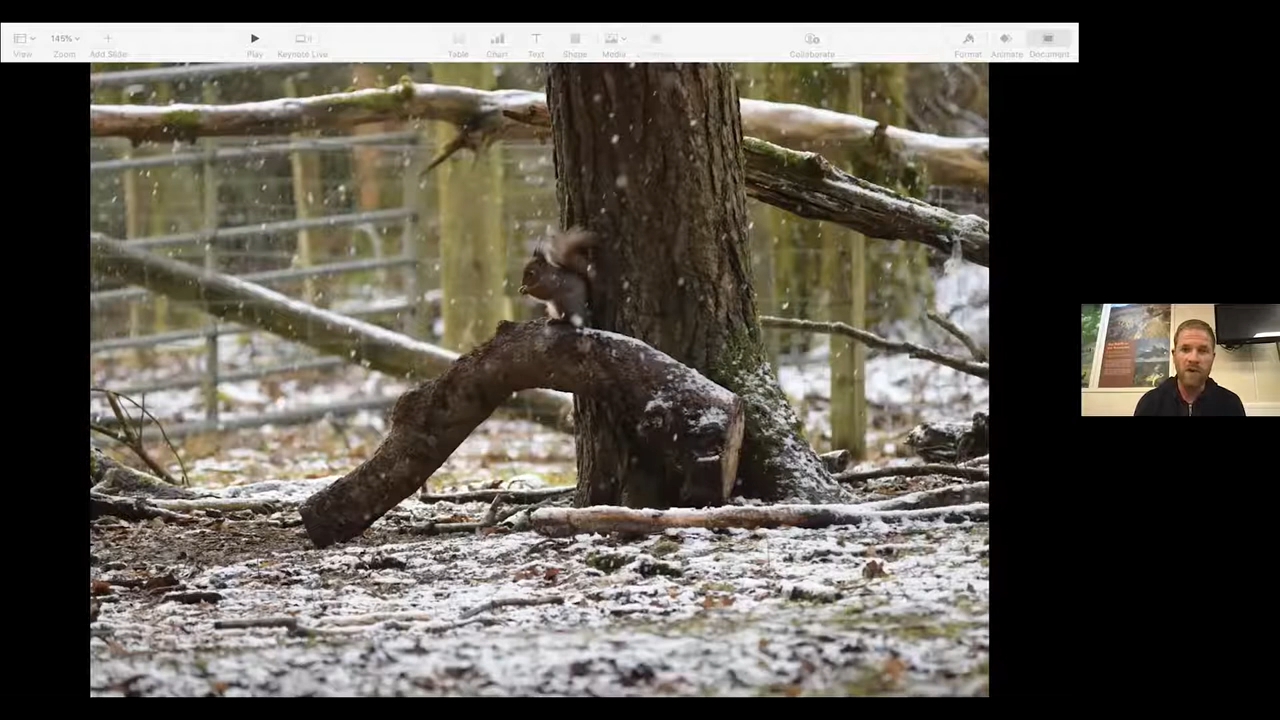 View
145%
Zoom
Add Slide
Play
Keynote Live
Table
Chart
Text
Shape
Media
Collaborate
Format
Animate
Document